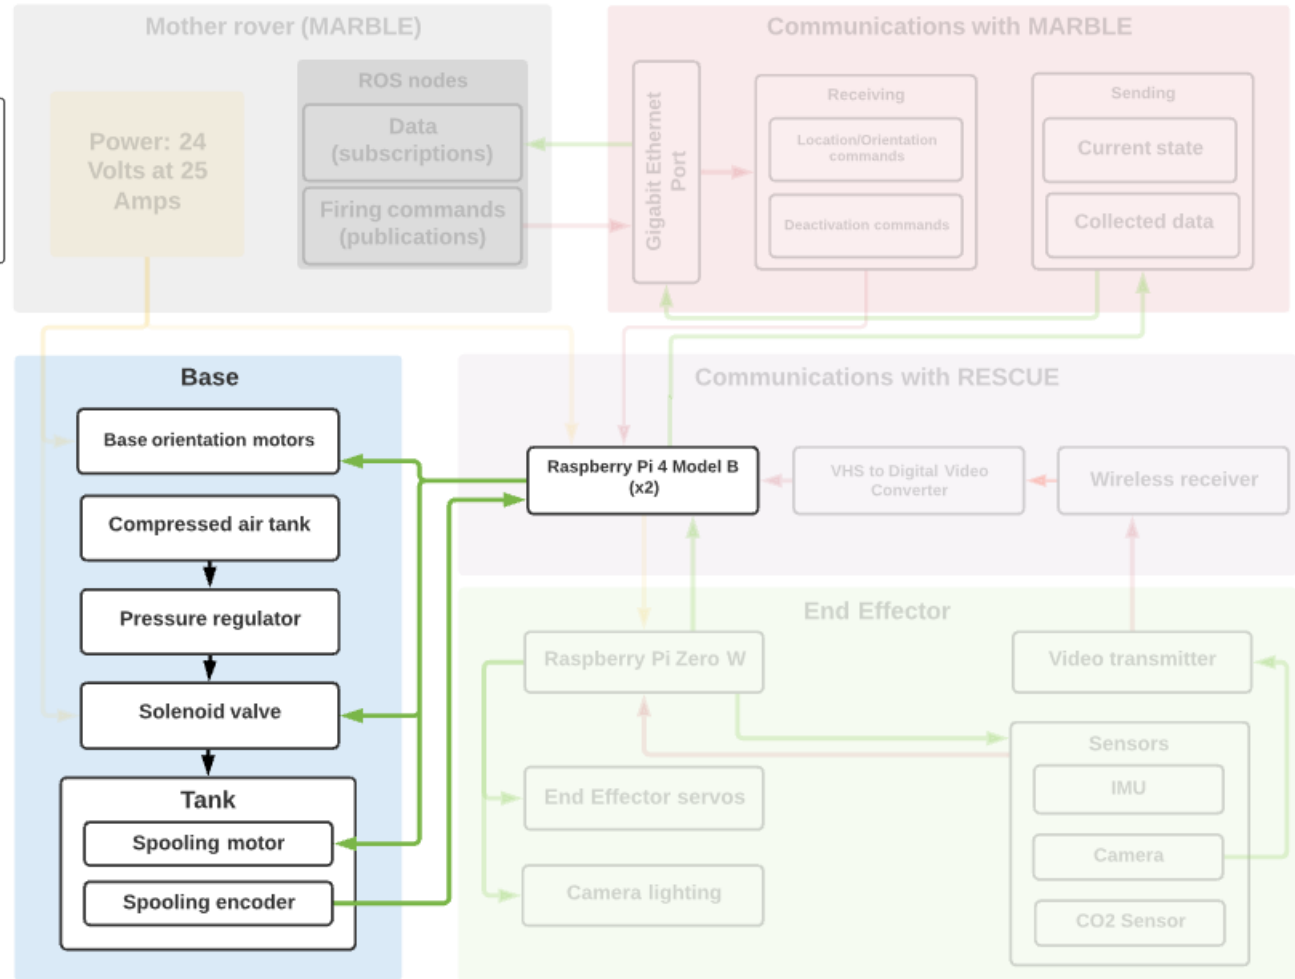 Mother rover (MARBLE)
Power: 24
Volts at 25
Amps
ROS nodes
Data
(subscriptions)
Firing commands
(publications)
Communications with MARBLE
Gigabit Ethernet
Port
Receiving
Location/Orientation
commands
Deactivation commands
Sending
Current state
Collected data
Base
Base orientation motors
Compressed air tank
Pressure regulator
Solenoid valve
Tank
Spooling motor
Spooling encoder
Communications with RESCUE
Raspberry Pi 4 Model B
(x2)
VHS to Digital Video
Converter
Wireless receiver
End Effector
Raspberry Pi Zero W
End Effector servos
Camera lighting
Video transmitter
Sensors
IMU
Camera
CO2 Sensor